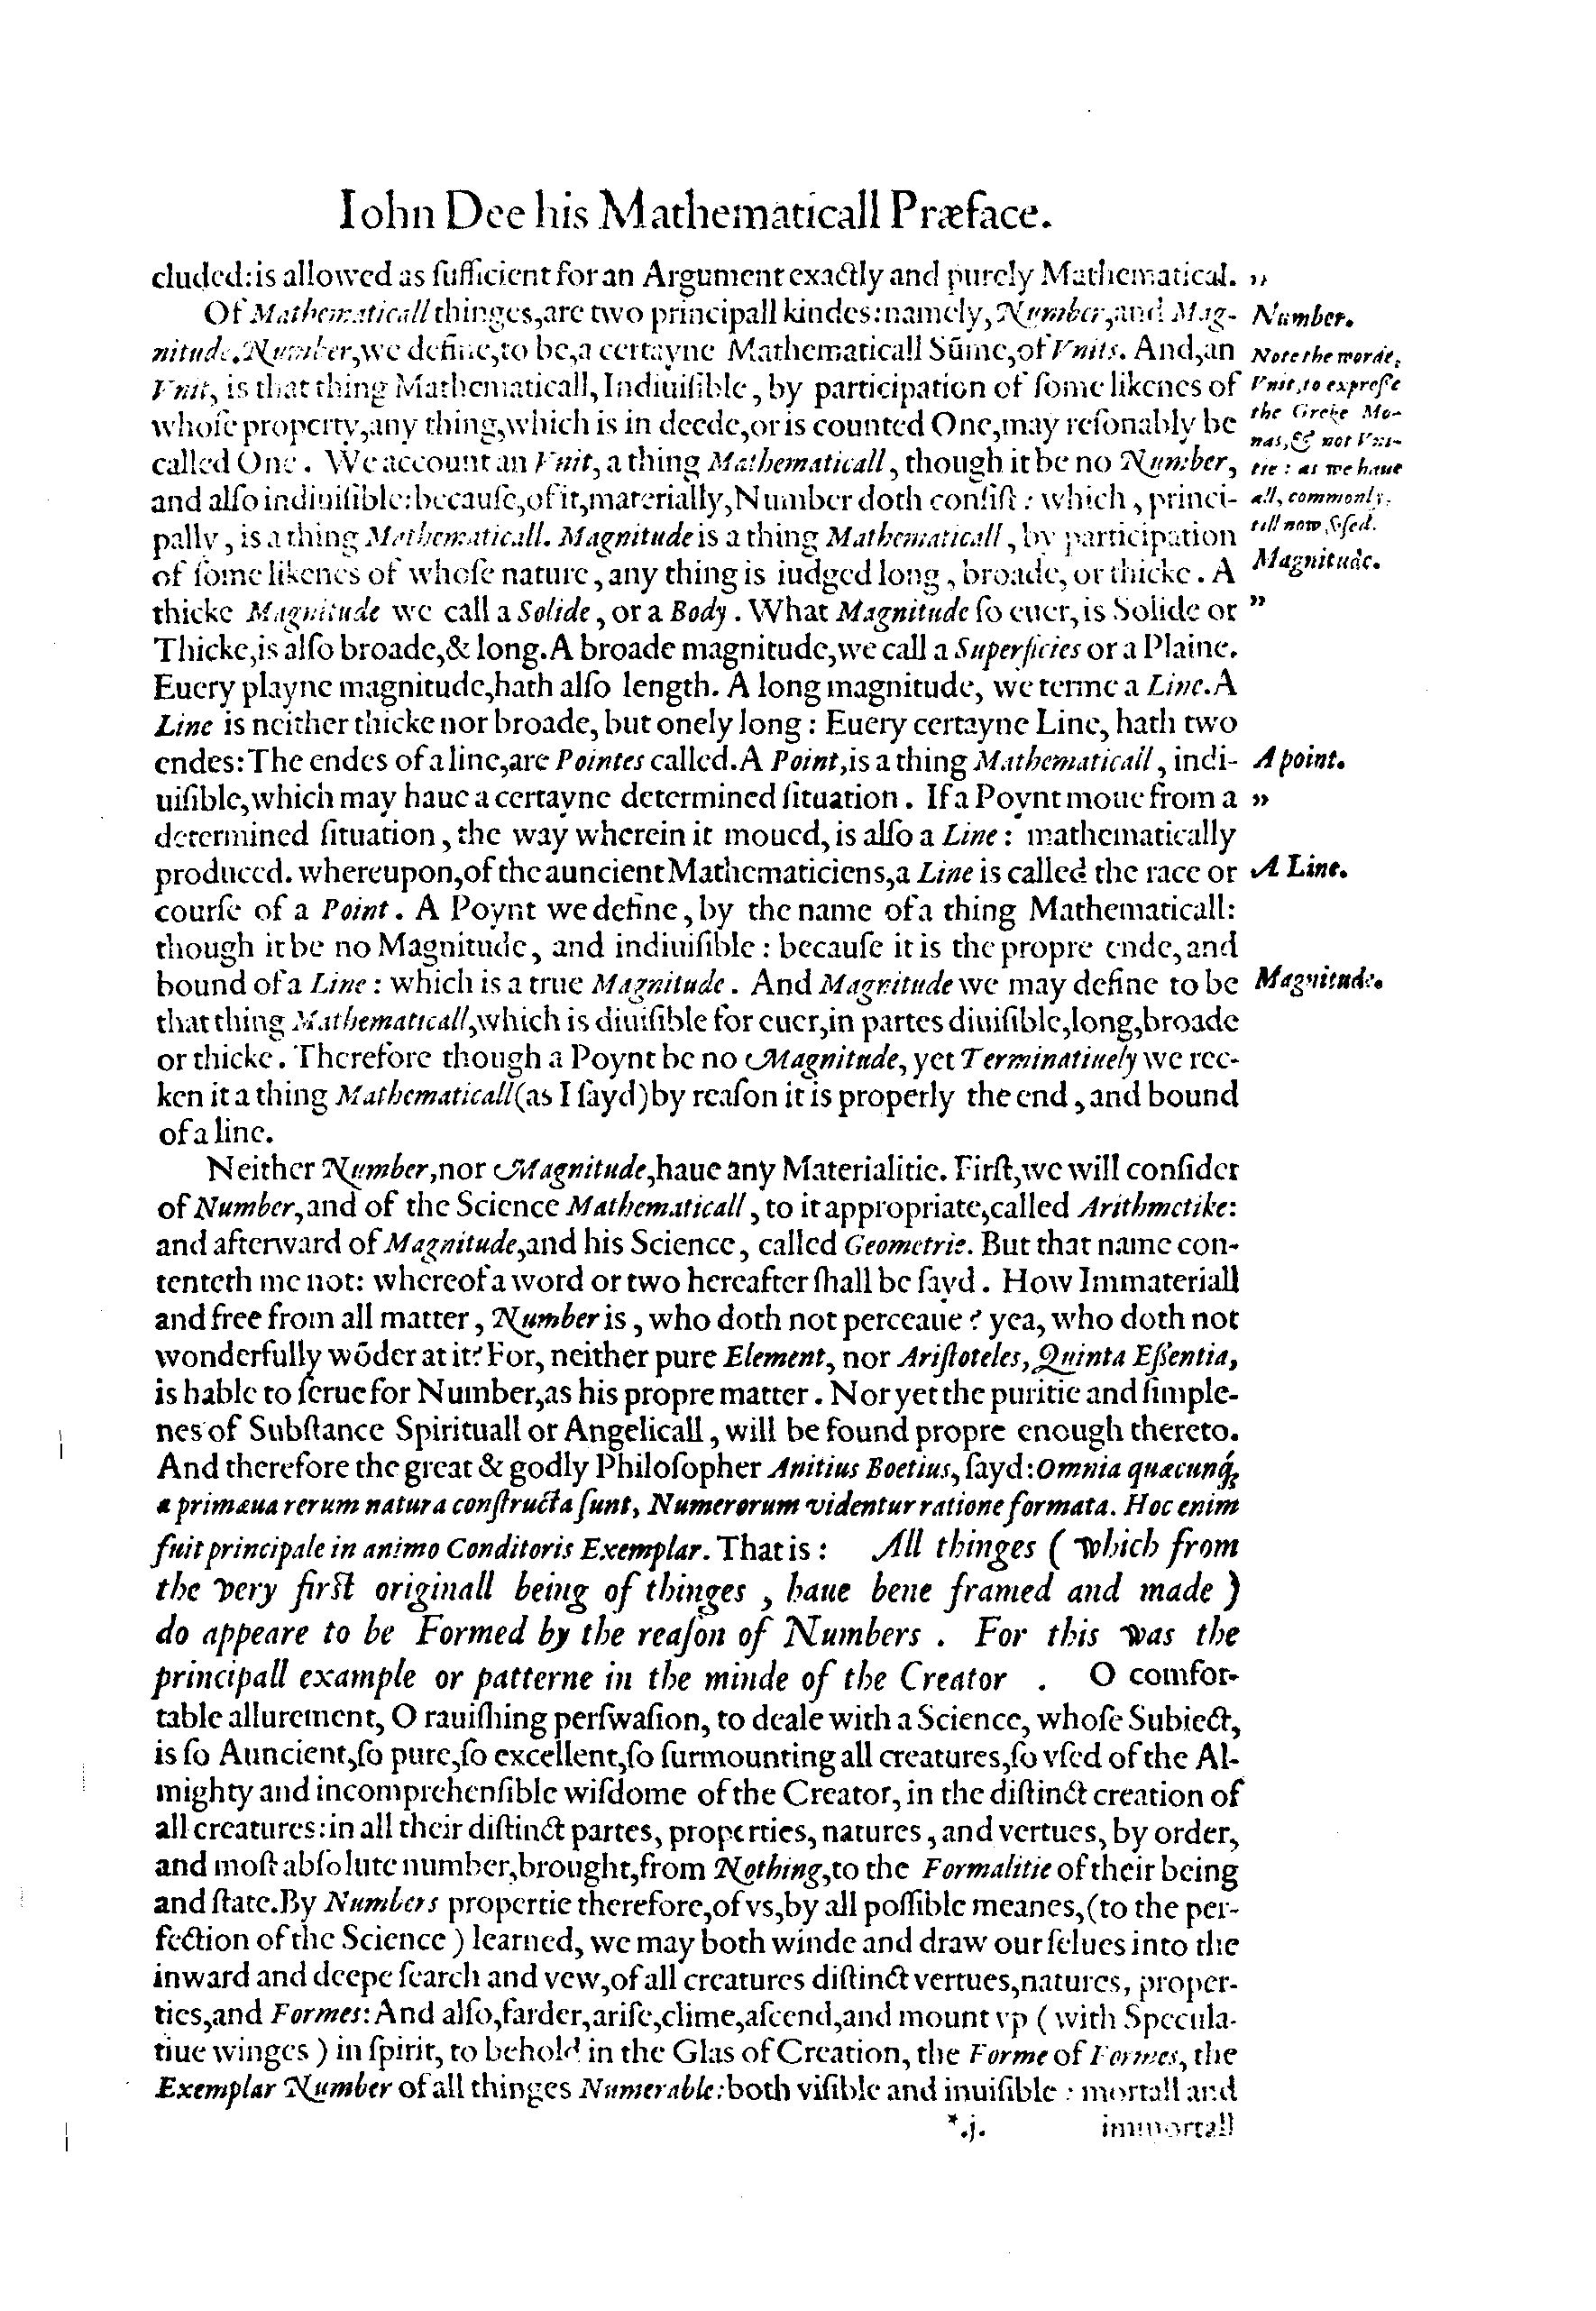 Iohn Dee his Mathematicall Præface.
cluded: is allowed as ſufficient for an Argument exactly and purely Mathematical. „
Of Mathematicall thinges, are two principall kindes: namely, Number, and Mag-
Number.
nitude. Number, we define, to be, a certayne Mathematicall Sūme, of Vnits. And, an
Vnit, is that thing Mathematicall, Indiuiſible, by participation of ſome likenes of
whoſe property, any thing, which is in deede, or is counted One, may reſonably be
called One. We account an Vnit, a thing Mathematicall, though it be no Number,
and alſo indiuiſible: becauſe, of it, materially, Number doth conſiſt: which, princi-
pally, is a thing Mathematicall. Magnitude is a thing Mathematicall, by participation
Note the worde,
Vnit, to expreſſe
the Greke Mo-
nas, & not Vni-
tie: as we haue
all, commonly,
till now, vſed.
Magnitude.
of ſome likenes of whoſe nature, any thing is iudged long, broade, or thicke. A
thicke Magnitude we call a Solide, or a Body. What Magnitude ſo euer, is Solide or „
Thicke, is alſo broade, & long. A broade magnitude, we call a Superficies or a Plaine.
Euery playne magnitude, hath alſo length. A long magnitude, we terme a Line. A
Line is neither thicke nor broade, but onely long: Euery certayne Line, hath two
endes: The endes of a line, are Pointes called. A Point, is a thing Mathematicall, indi-
A point.
uiſible, which may haue a certayne determined ſituation. If a Poynt moue from a „
determined ſituation, the way wherein it moued, is alſo a Line: mathematically
produced. whereupon, of the auncient Mathematiciens, a Line is called the race or
A Line.
courſe of a Point. A Poynt we define, by the name of a thing Mathematicall:
though it be no Magnitude, and indiuiſible: becauſe it is the propre ende, and
bound of a Line: which is a true Magnitude. And Magnitude we may define to be
Magnitude.
that thing Mathematicall, which is diuiſible for euer, in partes diuiſible, long, broade
or thicke. Therefore though a Poynt be no Magnitude, yet Terminatiuely we rec-
ken it a thing Mathematicall (as I ſayd) by reaſon it is properly the end, and bound
of a line.
Neither Number, nor Magnitude, haue any Materialitie. Firſt, we will conſider
of Number, and of the Science Mathematicall, to it appropriate, called Arithmetike:
and afterward of Magnitude, and his Science, called Geometrie. But that name con-
tenteth me not: whereof a word or two hereafter ſhall be ſayd. How Immateriall
and free from all matter, Number is, who doth not perceaue? yea, who doth not
wonderfully wōder at it? For, neither pure Element, nor Ariſtoteles, Quinta Eſſentia,
is hable to ſerue for Number, as his propre matter. Nor yet the puritie and ſimple-
nes of Subſtance Spirituall or Angelicall, will be found propre enough thereto.
And therefore the great & godly Philoſopher Anitius Boetius, ſayd: Omnia quæcunq;
a primæua rerum natura conſtructa ſunt, Numerorum videntur ratione formata. Hoc enim
fuit principale in animo Conditoris Exemplar. That is: All thinges ( which from
the very firſt originall being of thinges, haue bene framed and made )
do appeare to be Formed by the reaſon of Numbers. For this was the
principall example or patterne in the minde of the Creator. O comfor-
table allurement, O rauiſhing perſwaſion, to deale with a Science, whoſe Subiect,
is ſo Auncient, ſo pure, ſo excellent, ſo ſurmounting all creatures, ſo vſed of the Al-
mighty and incomprehenſible wiſdome of the Creator, in the diſtinct creation of
all creatures: in all their diſtinct partes, properties, natures, and vertues, by order,
and moſt abſolute number, brought, from Nothing, to the Formalitie of their being
and ſtate. By Numbers propertie therefore, of vs, by all poſſible meanes, (to the per-
fection of the Science ) learned, we may both winde and draw our ſelues into the
inward and deepe ſearch and vew, of all creatures diſtinct vertues, natures, proper-
ties, and Formes: And alſo, farder, ariſe, clime, aſcend, and mount vp ( with Specula-
tiue winges ) in ſpirit, to behold in the Glas of Creation, the Forme of Formes, the
Exemplar Number of all thinges Numerable: both viſible and inuiſible: mortall and
*.j. immortall